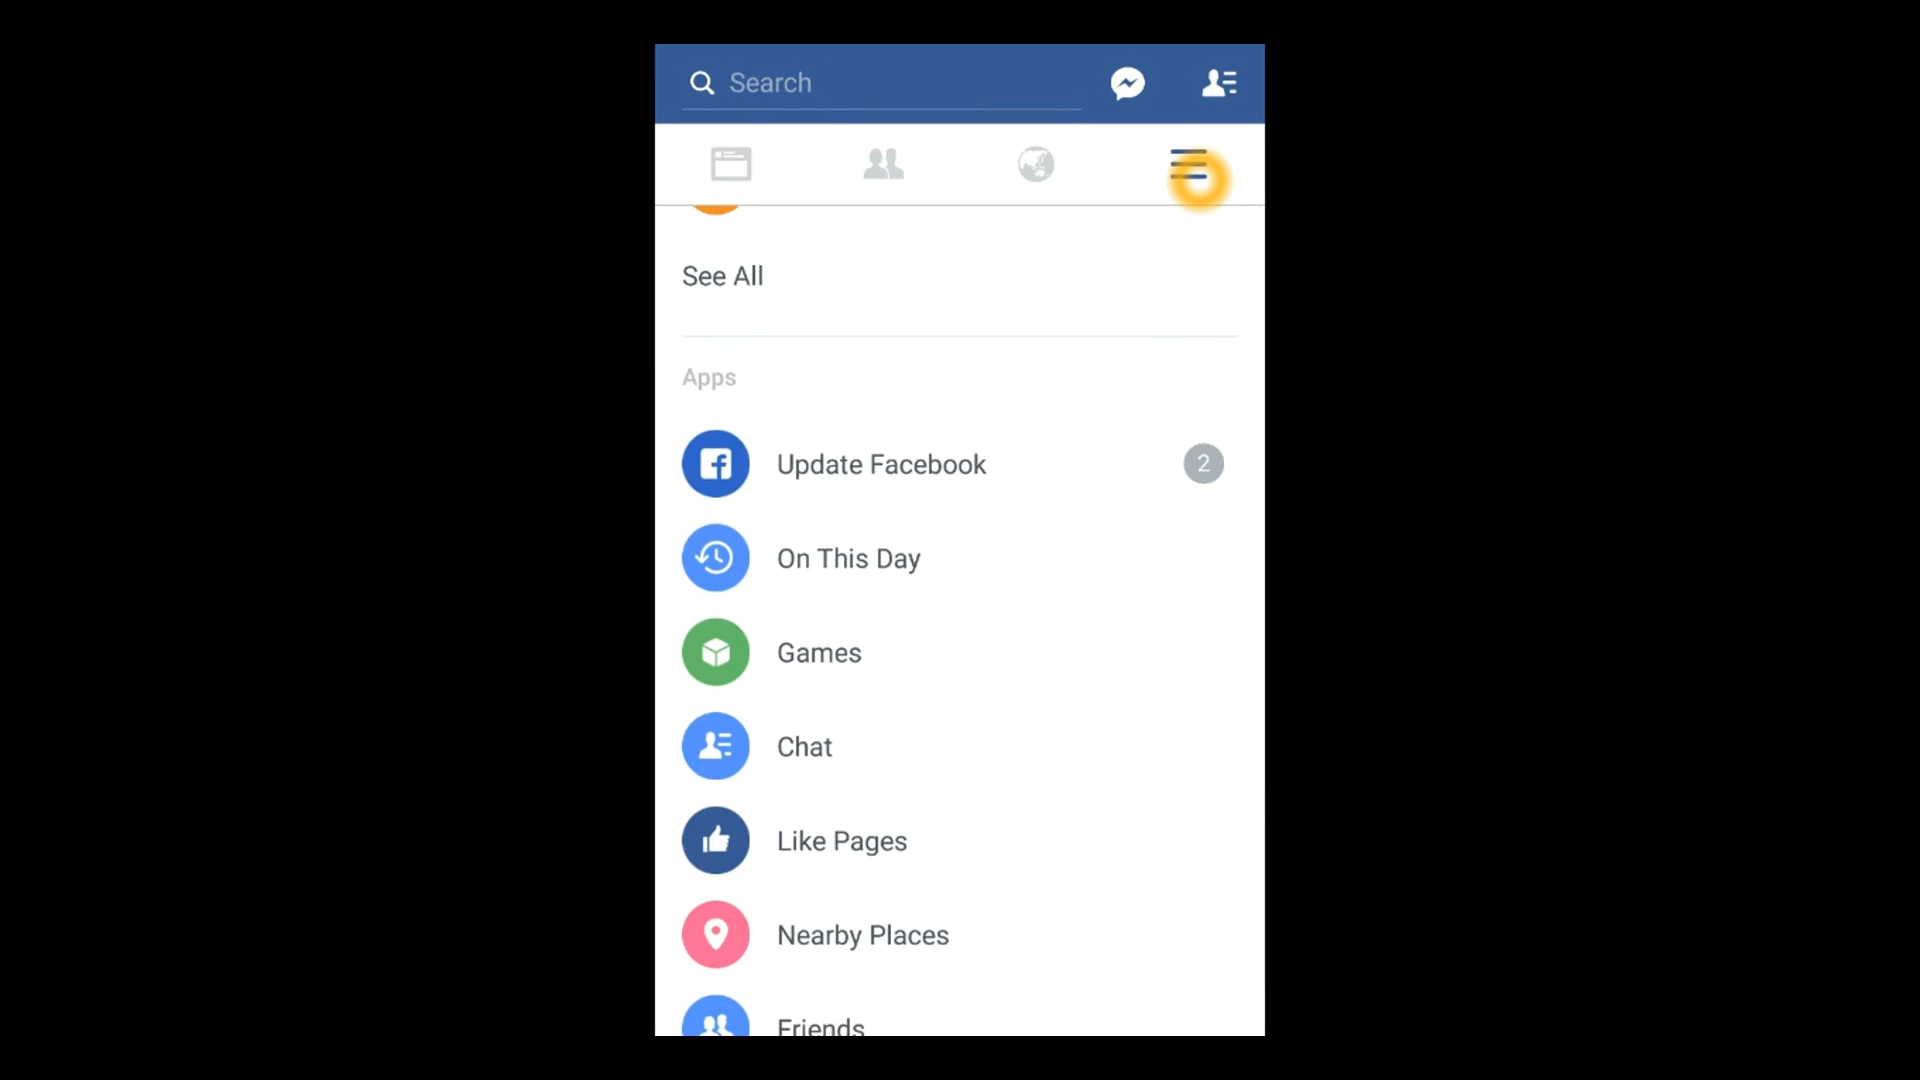 Search
See All
Apps
Update Facebook 2
On This Day
Games
Chat
Like Pages
Nearby Places
Friends